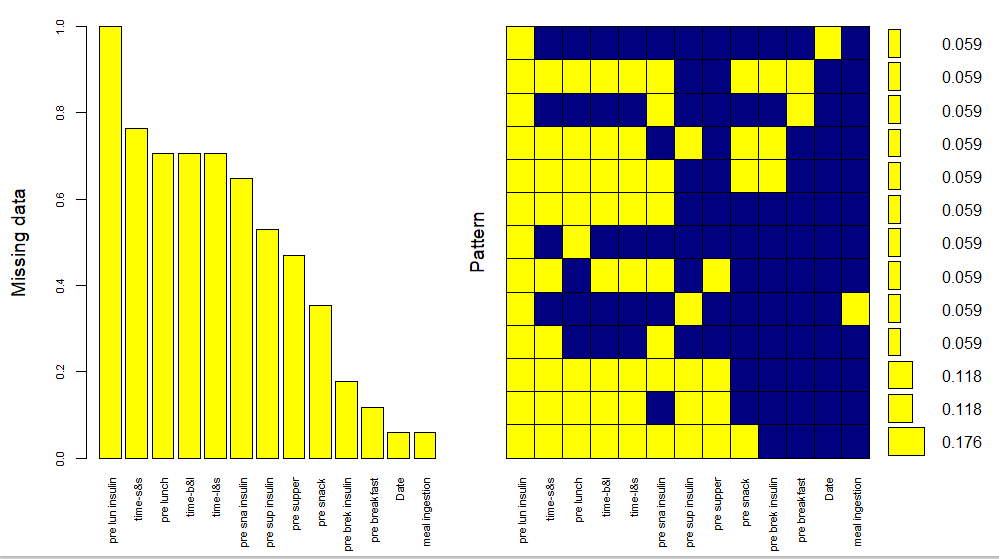 Missing data
1.0
0.8
0.6
0.4
0.2
0.0
pre lun insulin
time-s&s
pre lunch
time-b&l
time-l&s
pre sna insulin
pre sup insulin
pre supper
pre snack
pre brek insulin
pre breakfast
Date
meal ingestion
Pattern
pre lun insulin
time-s&s
pre lunch
time-b&l
time-l&s
pre sna insulin
pre sup insulin
pre supper
pre snack
pre brek insulin
pre breakfast
Date
meal ingestion
0.059
0.059
0.059
0.059
0.059
0.059
0.059
0.059
0.059
0.059
0.118
0.118
0.176